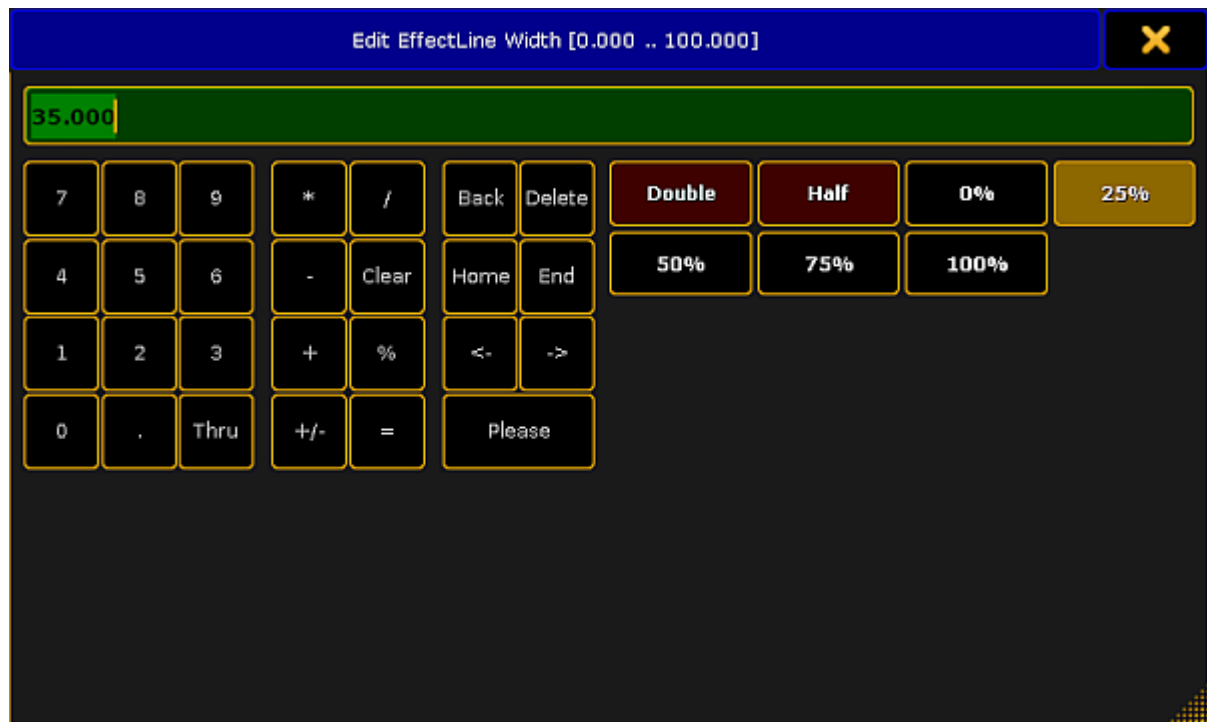 Edit EffectLine Width [0.000 .. 100.000]
35.000
7 8 9 * / Back Delete Double Half 0% 25%
4 5 6 - Clear Home End 50% 75% 100%
1 2 3 + % <- ->
0 . Thru +/- = Please